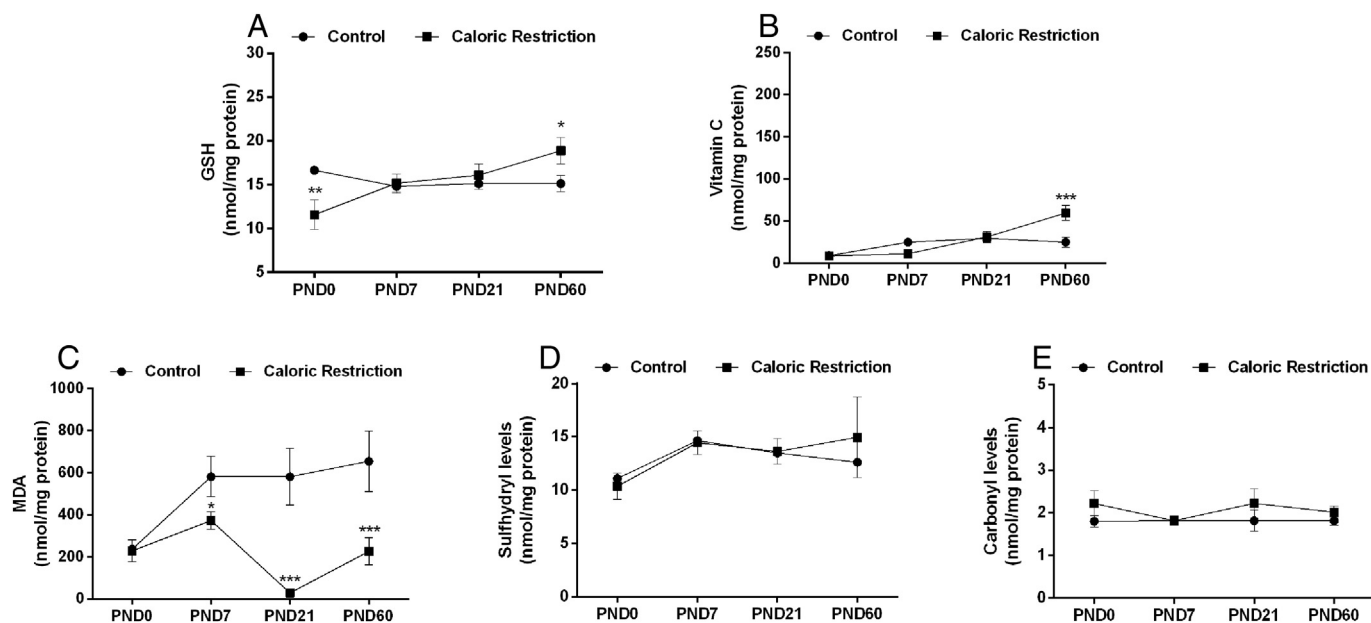 A
Control Caloric Restriction
30
25
20
15
10
5
GSH
(nmol/mg protein)
**
*
PND0 PND7 PND21 PND60
B
Control Caloric Restriction
250
200
150
100
50
0
Vitamin C
(nmol/mg protein)
***
PND0 PND7 PND21 PND60
C
Control Caloric Restriction
1000
800
600
400
200
0
MDA
(nmol/mg protein)
*
***
***
PND0 PND7 PND21 PND60
D
Control Caloric Restriction
20
15
10
5
0
Sulfhydryl levels
(nmol/mg protein)
PND0 PND7 PND21 PND60
E
Control Caloric Restriction
5
4
3
2
1
0
Carbonyl levels
(nmol/mg protein)
PND0 PND7 PND21 PND60